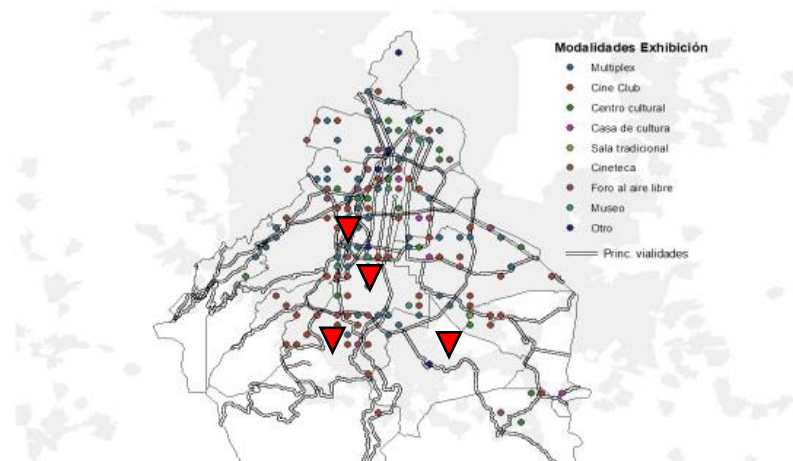 Modalidades Exhibición
Multiplex
Cine Club
Centro cultural
Casa de cultura
Sala tradicional
Cineteca
Foro al aire libre
Museo
Otro
Princ. vialidades